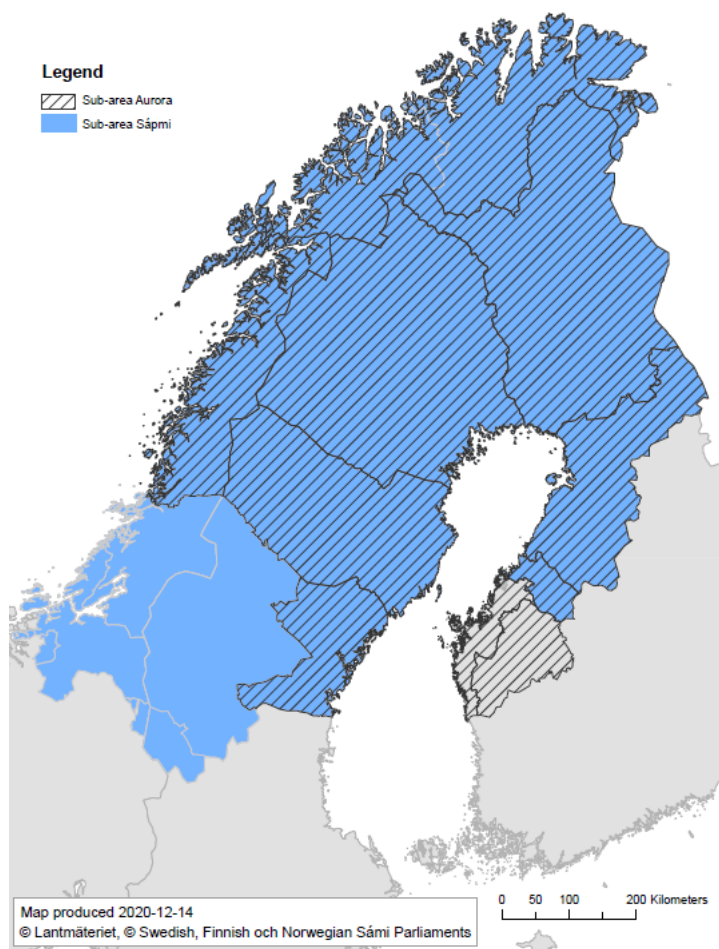 Legend
Sub-area Aurora
Sub-area Sápmi
0 50 100 200 Kilometers
Map produced 2020-12-14
© Lantmäteriet, © Swedish, Finnish och Norwegian Sámi Parliaments